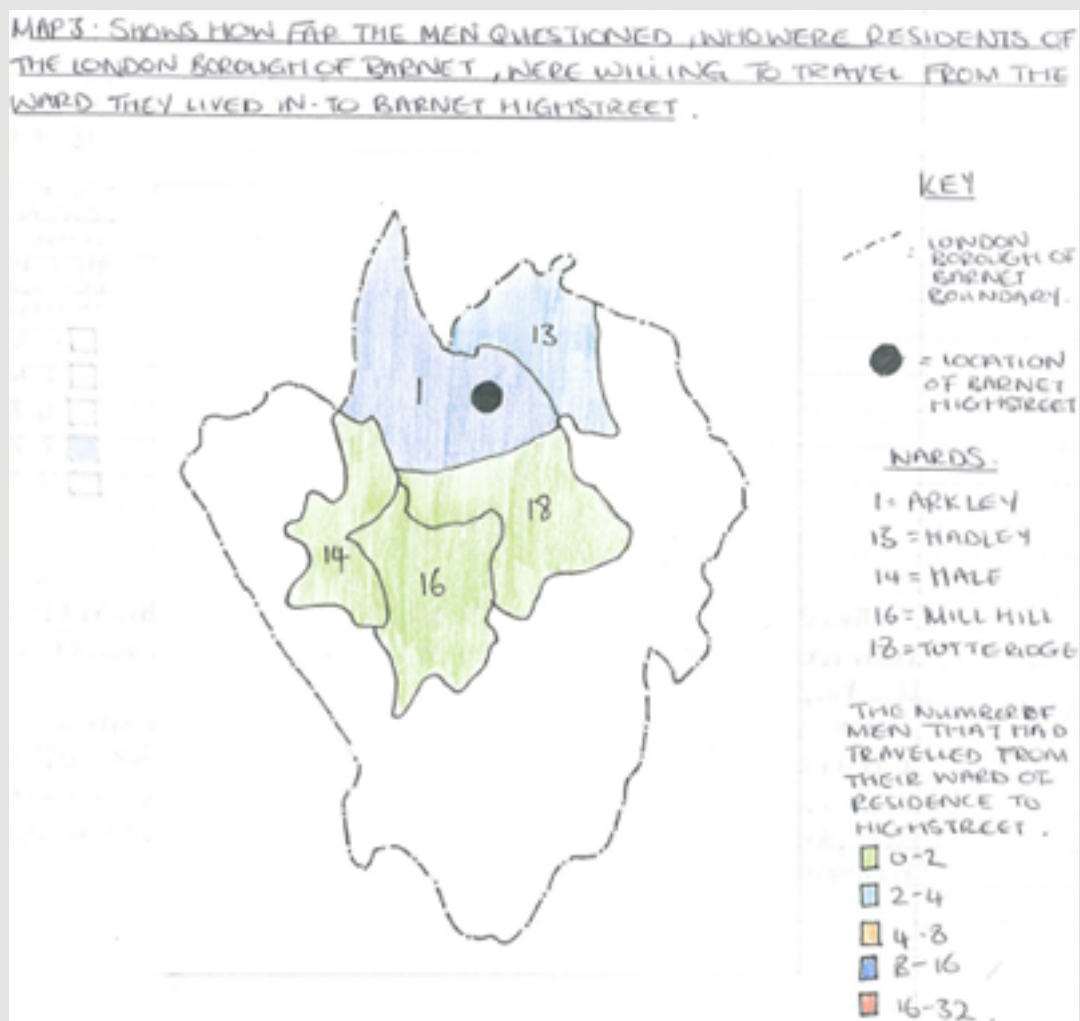 MAP3: SHOWS HOW FAR THE MEN QUESTIONED, WHO WERE RESIDENTS OF
THE LONDON BOROUGH OF BARNET, WERE WILLING TO TRAVEL FROM THE
WARD THEY LIVED IN-TO BARNET HIGHSTREET.
KEY
: LONDON
BOROUGH OF
BARNET
BOUNDARY.
= LOCATION
OF BARNET
HIGHSTREET
WARDS.
1= ARKLEY
13 = HADLEY
14 = HALE
16= MILL HILL
18=TOTTERIDGE
THE NUMBER OF
MEN THAT HAD
TRAVELLED FROM
THEIR WARD OF
RESIDENCE TO
HIGHSTREET.
0-2
2-4
4-8
8-16
16-32.
13
1
18
14
16